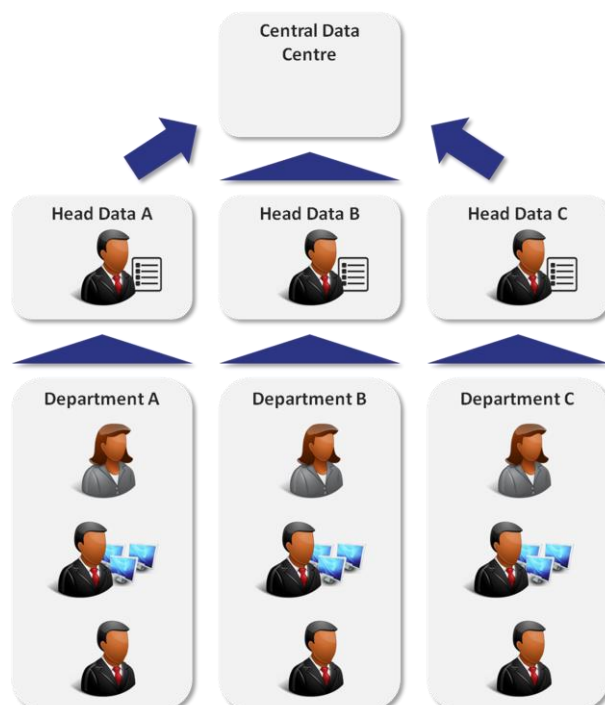 Central Data
Centre
Head Data A
Head Data B
Head Data C
Department A
Department B
Department C